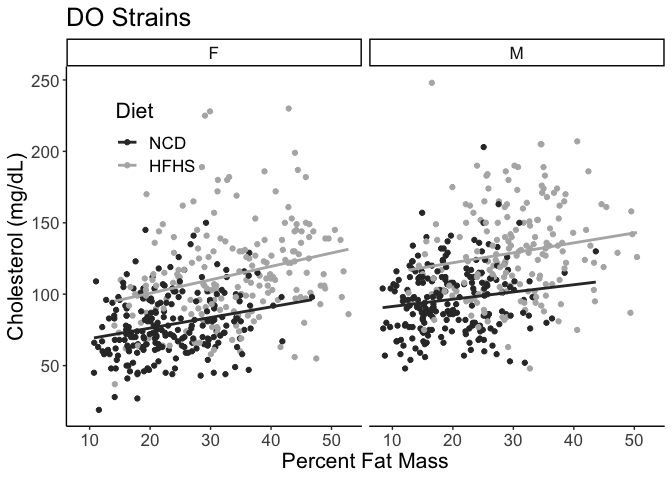 DO Strains
F
M
250
200
150
100
50
Cholesterol (mg/dL)
Diet
NCD
HFHS
10 20 30 40 50
10 20 30 40 50
Percent Fat Mass